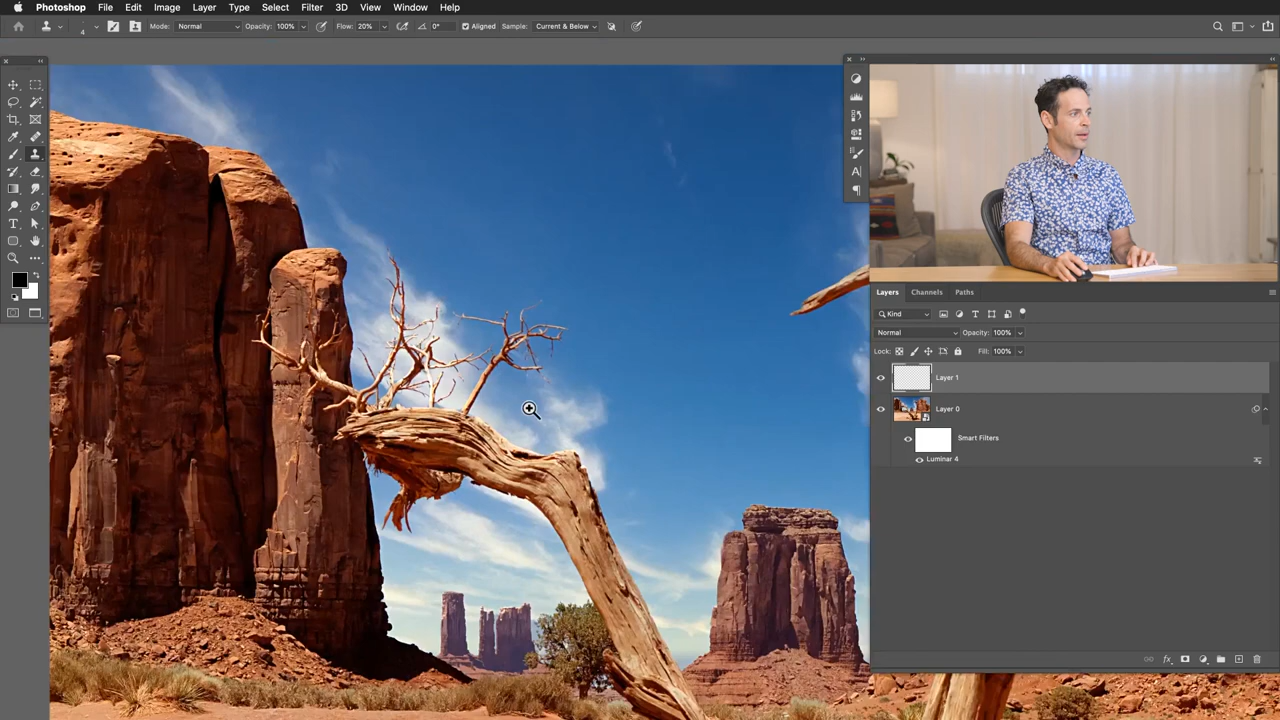 Photoshop File Edit Image Layer Type Select Filter 3D View Window Help
4 Mode: Normal Opacity: 100% Flow: 20% 0° Aligned Sample: Current & Below
Layers Channels Paths
Kind
Normal Opacity: 100%
Lock: Fill: 100%
Layer 1
Layer 0
Smart Filters
Luminar 4